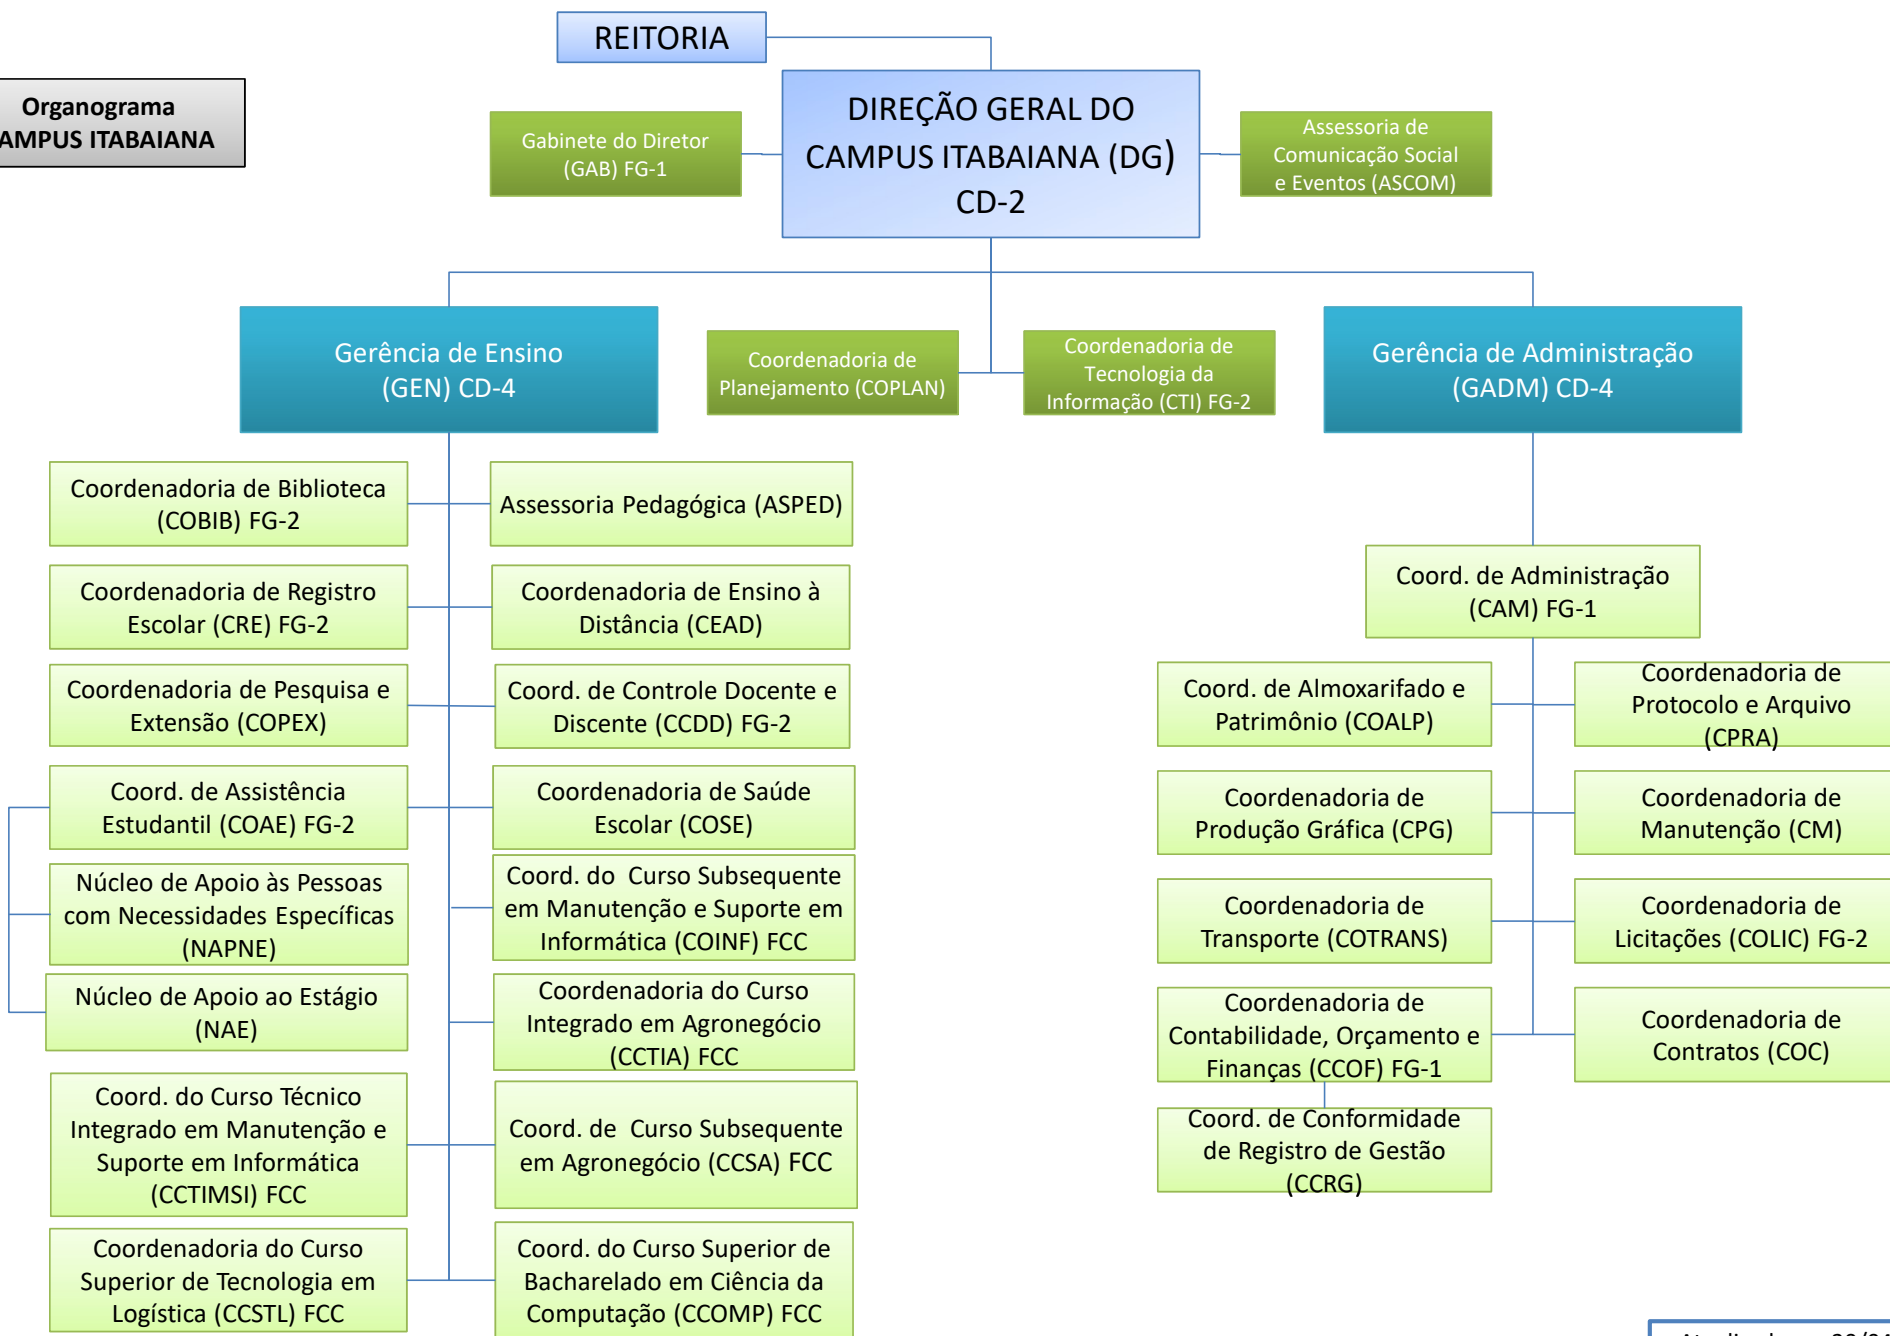 REITORIA
Organograma
CAMPUS ITABAIANA
DIREÇÃO GERAL DO
CAMPUS ITABAIANA (DG)
CD-2
Gabinete do Diretor
(GAB) FG-1
Assessoria de
Comunicação Social
e Eventos (ASCOM)
Gerência de Ensino
(GEN) CD-4
Coordenadoria de
Planejamento (COPLAN)
Coordenadoria de
Tecnologia da
Informação (CTI) FG-2
Gerência de Administração
(GADM) CD-4
Coordenadoria de Biblioteca
(COBIB) FG-2
Assessoria Pedagógica (ASPED)
Coordenadoria de Registro
Escolar (CRE) FG-2
Coordenadoria de Ensino à
Distância (CEAD)
Coordenadoria de Pesquisa e
Extensão (COPEX)
Coord. de Controle Docente e
Discente (CCDD) FG-2
Coord. de Assistência
Estudantil (COAE) FG-2
Coordenadoria de Saúde
Escolar (COSE)
Núcleo de Apoio às Pessoas
com Necessidades Específicas
(NAPNE)
Coord. do  Curso Subsequente
em Manutenção e Suporte em
Informática (COINF) FCC
Núcleo de Apoio ao Estágio
(NAE)
Coordenadoria do Curso
Integrado em Agronegócio
(CCTIA) FCC
Coord. do Curso Técnico
Integrado em Manutenção e
Suporte em Informática
(CCTIMSI) FCC
Coord. de  Curso Subsequente
em Agronegócio (CCSA) FCC
Coordenadoria do Curso
Superior de Tecnologia em
Logística (CCSTL) FCC
Coord. do Curso Superior de
Bacharelado em Ciência da
Computação (CCOMP) FCC
Coord. de Administração
(CAM) FG-1
Coord. de Almoxarifado e
Patrimônio (COALP)
Coordenadoria de
Protocolo e Arquivo
(CPRA)
Coordenadoria de
Produção Gráfica (CPG)
Coordenadoria de
Manutenção (CM)
Coordenadoria de
Transporte (COTRANS)
Coordenadoria de
Licitações (COLIC) FG-2
Coordenadoria de
Contabilidade, Orçamento e
Finanças (CCOF) FG-1
Coordenadoria de
Contratos (COC)
Coord. de Conformidade
de Registro de Gestão
(CCRG)